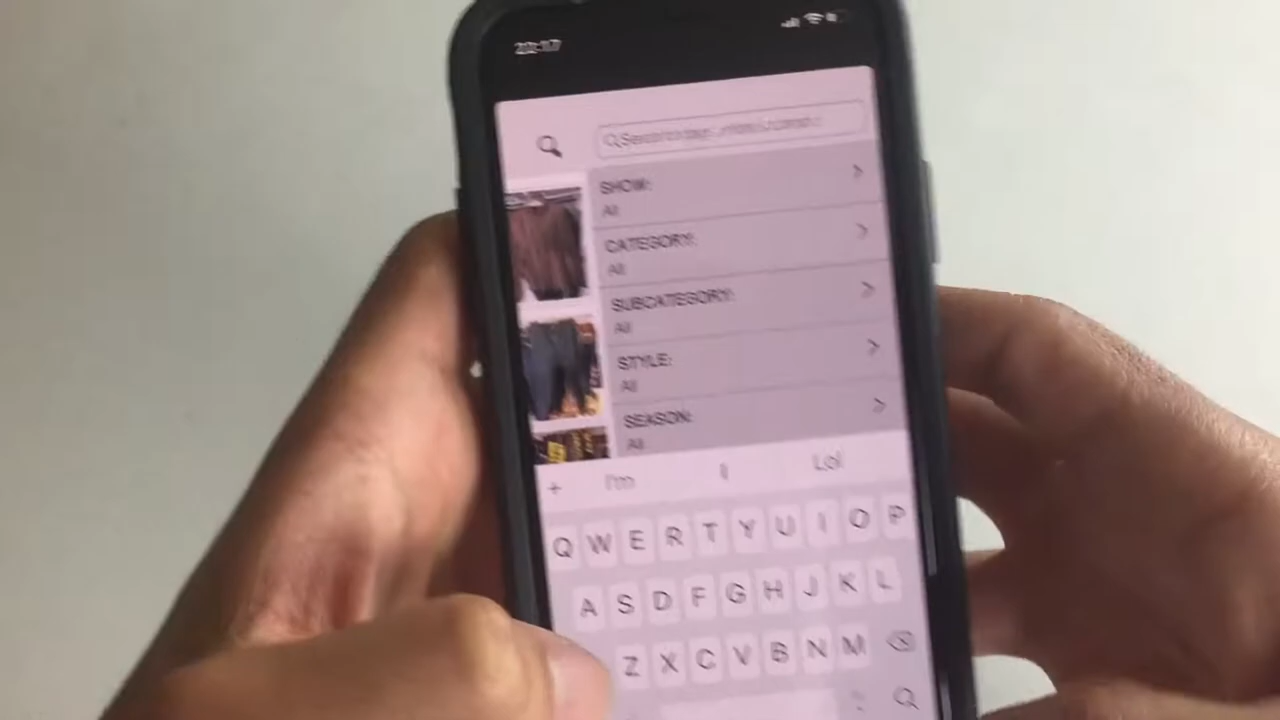 SHOW:
All
CATEGORY:
All
SUBCATEGORY:
All
STYLE:
All
SEASON:
All
+ I'm I Lol
Q W E R T Y U I O P
A S D F G H J K L
Z X C V B N M